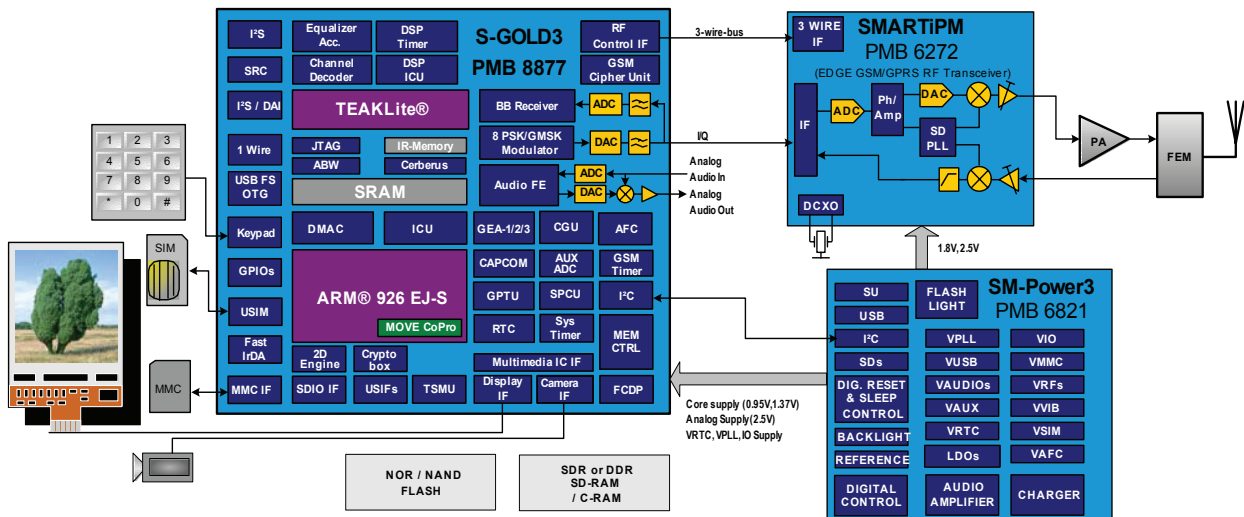 I²S
Equalizer
Acc.
DSP
Timer
S-GOLD3
PMB 8877
RF
Control IF
SRC
Channel
Decoder
DSP
ICU
GSM
Cipher Unit
I²S / DAI
TEAKLite®
BB Receiver
ADC
8 PSK/GMSK
Modulator
DAC
1 Wire
JTAG
IR-Memory
ABW
Cerberus
USB FS
OTG
SRAM
Audio FE
ADC
DAC
Keypad
DMAC
ICU
GEA-1/2/3
CGU
AFC
GPIOs
ARM® 926 EJ-S
MOVE CoPro
CAPCOM
AUX
ADC
GSM
Timer
USIM
GPTU
SPCU
I²C
RTC
Sys
Timer
MEM
CTRL
Fast
IrDA
2D
Engine
Crypto
box
Multimedia IC IF
MMC IF
SDIO IF
USIFs
TSMU
Display
IF
Camera
IF
FCDP
1 2 3
4 5 6
7 8 9
* 0 #
SIM
MMC
3-wire-bus
I/Q
Analog
Audio In
Analog
Audio Out
3 WIRE
IF
SMARTiPM
PMB 6272
(EDGE GSM/GPRS RF Transceiver)
IF
ADC
Ph/
Amp
DAC
SD
PLL
DCXO
PA
FEM
1.8V,2.5V
Core supply (0.95V,1.37V)
Analog Supply(2.5V)
VRTC, VPLL,IO Supply
SM-Power3
PMB 6821
SU
FLASH
LIGHT
USB
I²C
VPLL
VIO
SDs
VUSB
VMMC
DIG. RESET
& SLEEP
CONTROL
VAUDIOs
VRFs
VAUX
VVIB
BACKLIGHT
VRTC
VSIM
REFERENCE
LDOs
VAFC
DIGITAL
CONTROL
AUDIO
AMPLIFIER
CHARGER
NOR / NAND
FLASH
SDR or DDR
SD-RAM
/ C-RAM